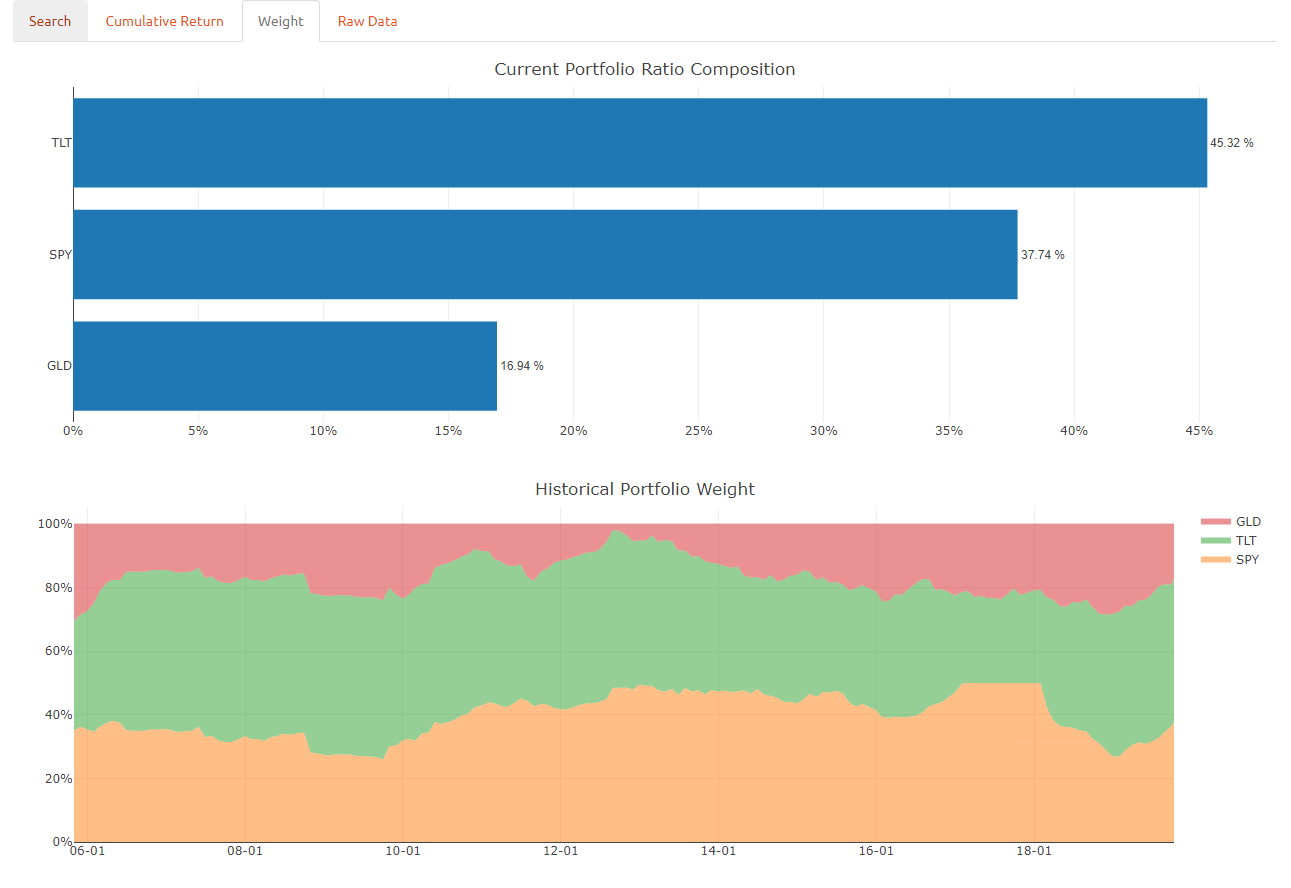 Search Cumulative Return Weight Raw Data
Current Portfolio Ratio Composition
TLT 45.32 %
SPY 37.74 %
GLD 16.94 %
0% 5% 10% 15% 20% 25% 30% 35% 40% 45%
Historical Portfolio Weight
100%
80%
60%
40%
20%
0%
06-01 08-01 10-01 12-01 14-01 16-01 18-01
GLD
TLT
SPY